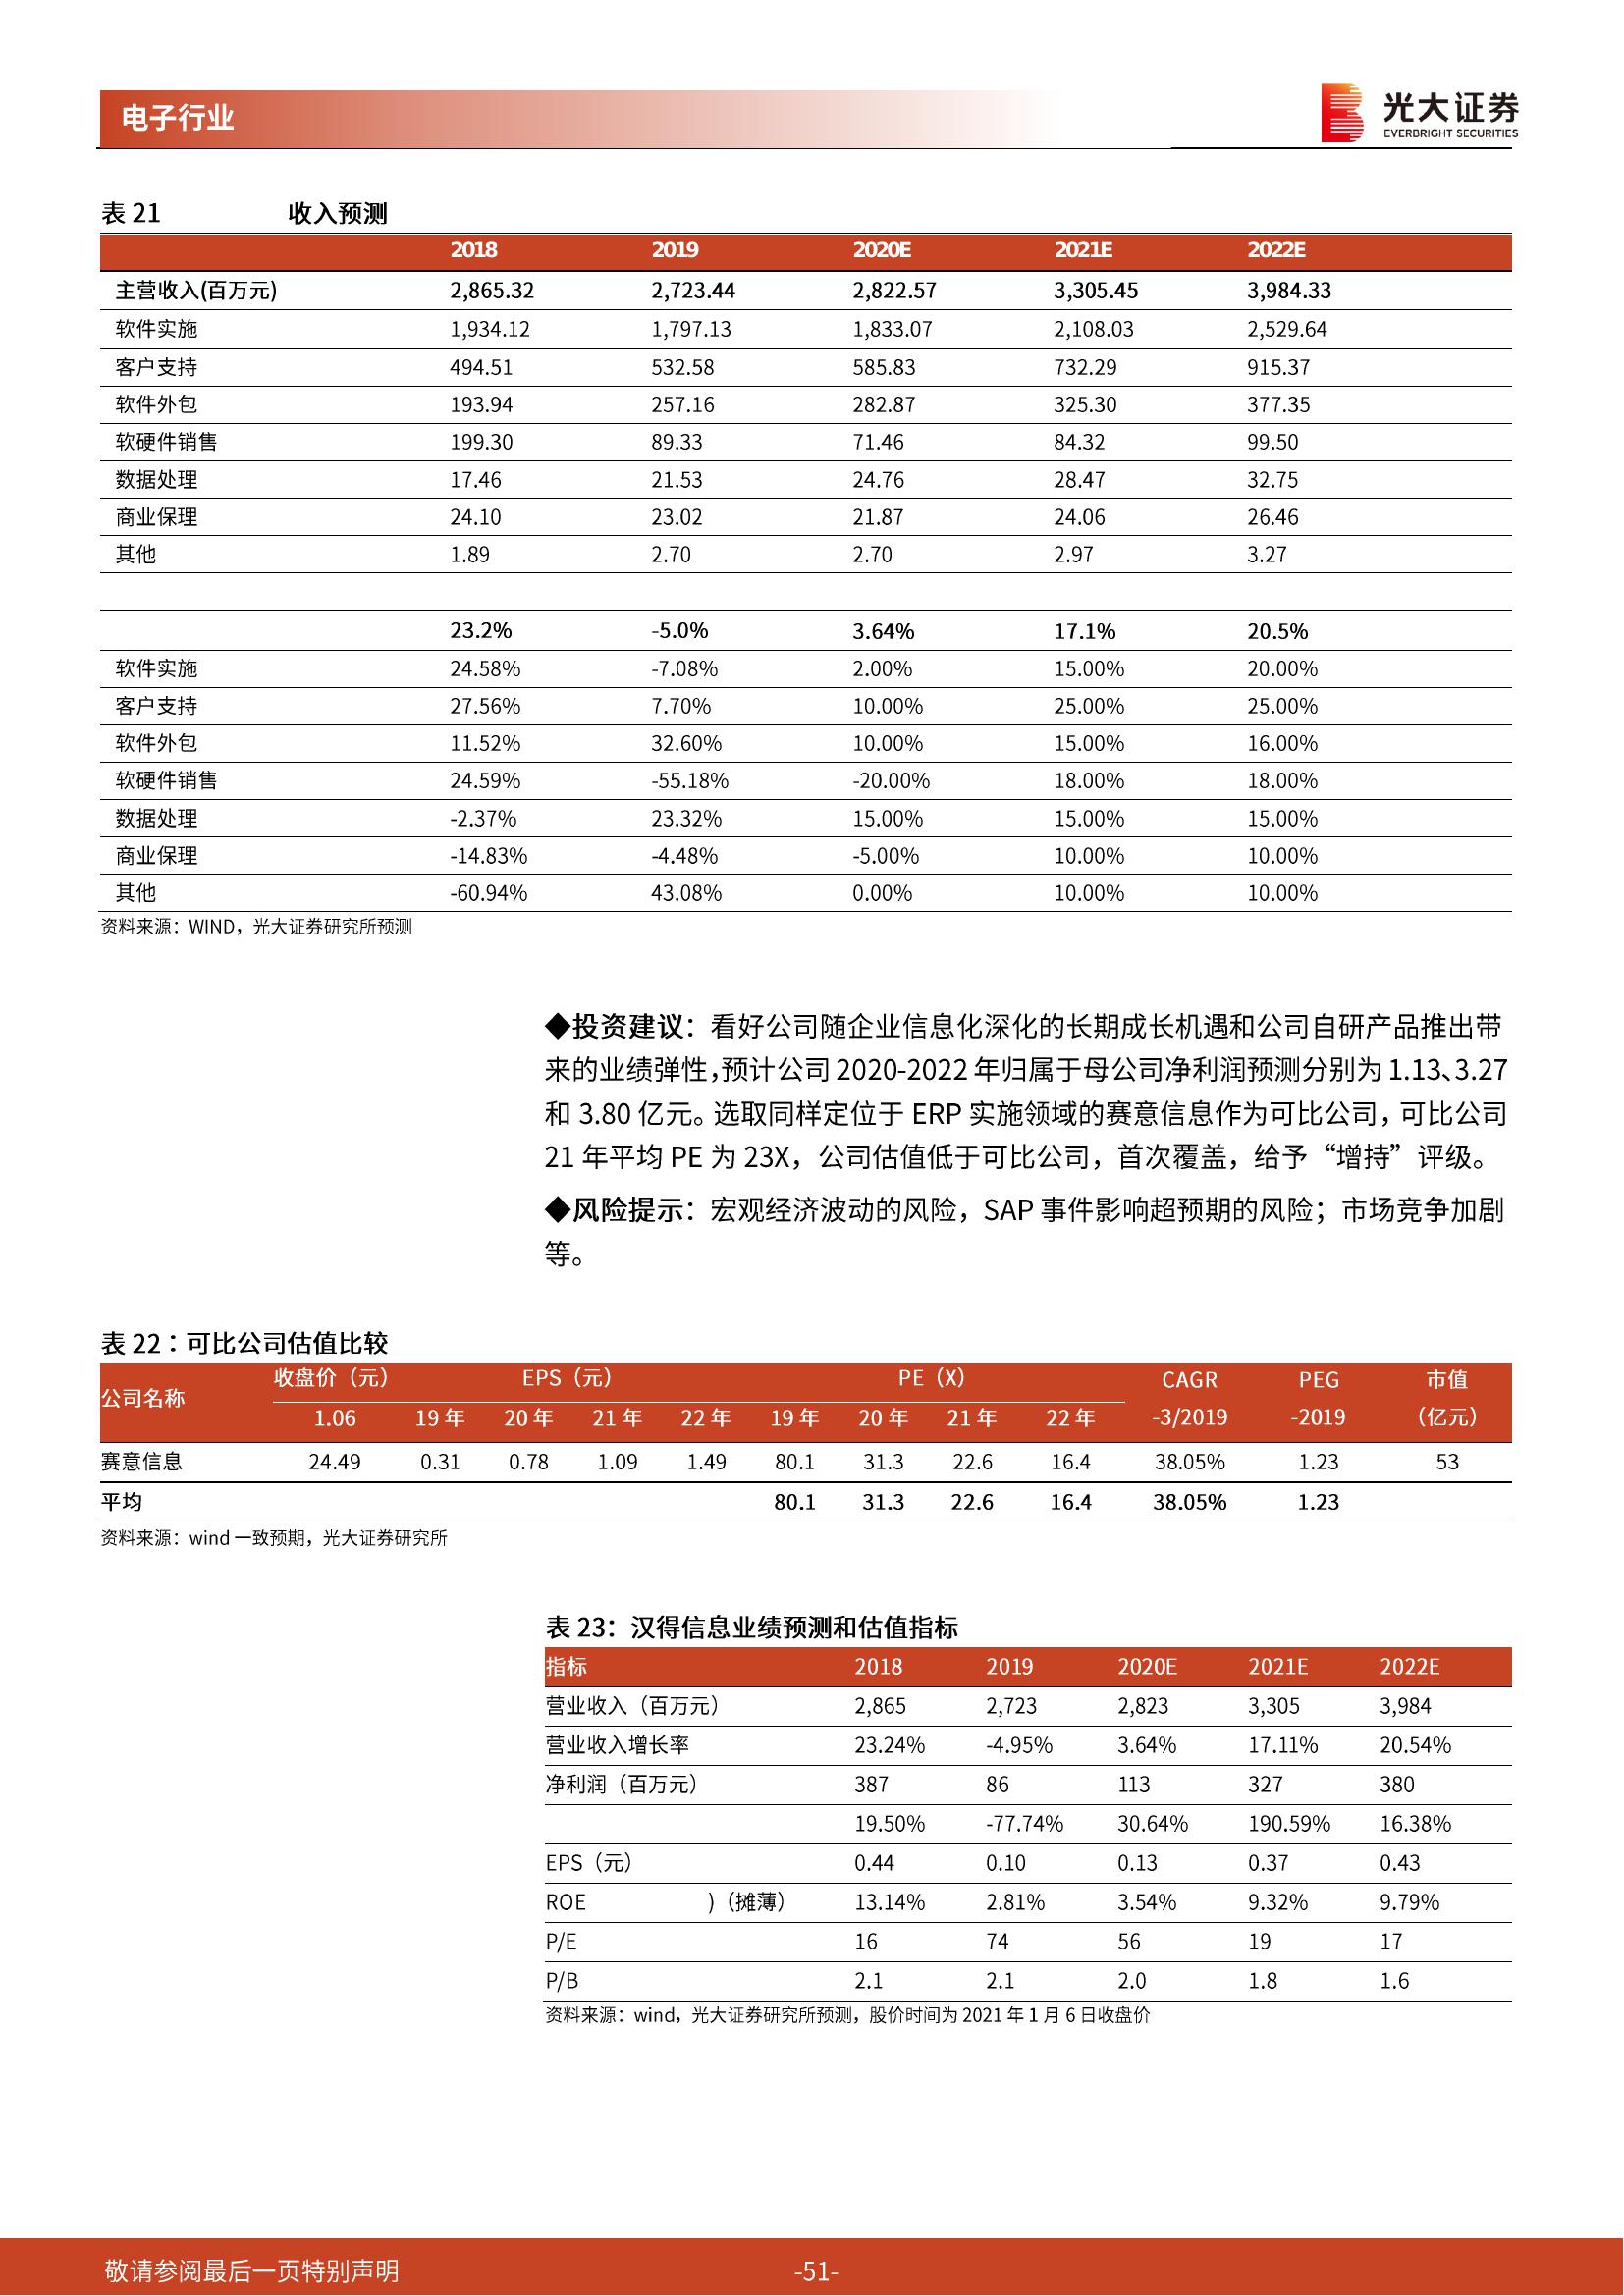 电子行业
光大证券
EVERBRIGHT SECURITIES
表 21 收入预测
2018 2019 2020E 2021E 2022E
主营收入(百万元) 2,865.32 2,723.44 2,822.57 3,305.45 3,984.33
软件实施 1,934.12 1,797.13 1,833.07 2,108.03 2,529.64
客户支持 494.51 532.58 585.83 732.29 915.37
软件外包 193.94 257.16 282.87 325.30 377.35
软硬件销售 199.30 89.33 71.46 84.32 99.50
数据处理 17.46 21.53 24.76 28.47 32.75
商业保理 24.10 23.02 21.87 24.06 26.46
其他 1.89 2.70 2.70 2.97 3.27
23.2% -5.0% 3.64% 17.1% 20.5%
软件实施 24.58% -7.08% 2.00% 15.00% 20.00%
客户支持 27.56% 7.70% 10.00% 25.00% 25.00%
软件外包 11.52% 32.60% 10.00% 15.00% 16.00%
软硬件销售 24.59% -55.18% -20.00% 18.00% 18.00%
数据处理 -2.37% 23.32% 15.00% 15.00% 15.00%
商业保理 -14.83% -4.48% -5.00% 10.00% 10.00%
其他 -60.94% 43.08% 0.00% 10.00% 10.00%
资料来源：WIND，光大证券研究所预测
◆投资建议：看好公司随企业信息化深化的长期成长机遇和公司自研产品推出带
来的业绩弹性，预计公司 2020-2022 年归属于母公司净利润预测分别为 1.13、3.27
和 3.80 亿元。选取同样定位于 ERP 实施领域的赛意信息作为可比公司，可比公司
21 年平均 PE 为 23X，公司估值低于可比公司，首次覆盖，给予“增持”评级。
◆风险提示：宏观经济波动的风险，SAP 事件影响超预期的风险；市场竞争加剧
等。
表 22：可比公司估值比较
公司名称 收盘价（元） EPS（元） PE（X） CAGR PEG 市值
1.06 19 年 20 年 21 年 22 年 19 年 20 年 21 年 22 年 -3/2019 -2019 （亿元）
赛意信息 24.49 0.31 0.78 1.09 1.49 80.1 31.3 22.6 16.4 38.05% 1.23 53
平均 80.1 31.3 22.6 16.4 38.05% 1.23
资料来源：wind 一致预期，光大证券研究所
表 23：汉得信息业绩预测和估值指标
指标 2018 2019 2020E 2021E 2022E
营业收入（百万元） 2,865 2,723 2,823 3,305 3,984
营业收入增长率 23.24% -4.95% 3.64% 17.11% 20.54%
净利润（百万元） 387 86 113 327 380
19.50% -77.74% 30.64% 190.59% 16.38%
EPS（元） 0.44 0.10 0.13 0.37 0.43
ROE )（摊薄） 13.14% 2.81% 3.54% 9.32% 9.79%
P/E 16 74 56 19 17
P/B 2.1 2.1 2.0 1.8 1.6
资料来源：wind，光大证券研究所预测，股价时间为 2021 年 1 月 6 日收盘价
敬请参阅最后一页特别声明 -51-